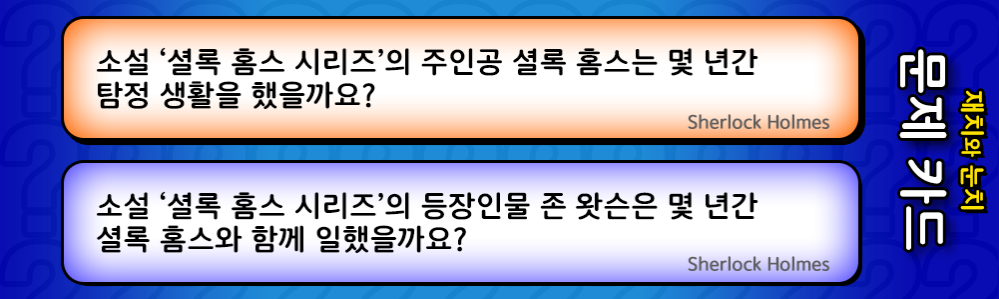 소설 ‘셜록 홈스 시리즈’의 주인공 셜록 홈스는 몇 년간
탐정 생활을 했을까요?
Sherlock Holmes
소설 ‘셜록 홈스 시리즈’의 등장인물 존 왓슨은 몇 년간
셜록 홈스와 함께 일했을까요?
Sherlock Holmes
재치와 눈치
문제 카드